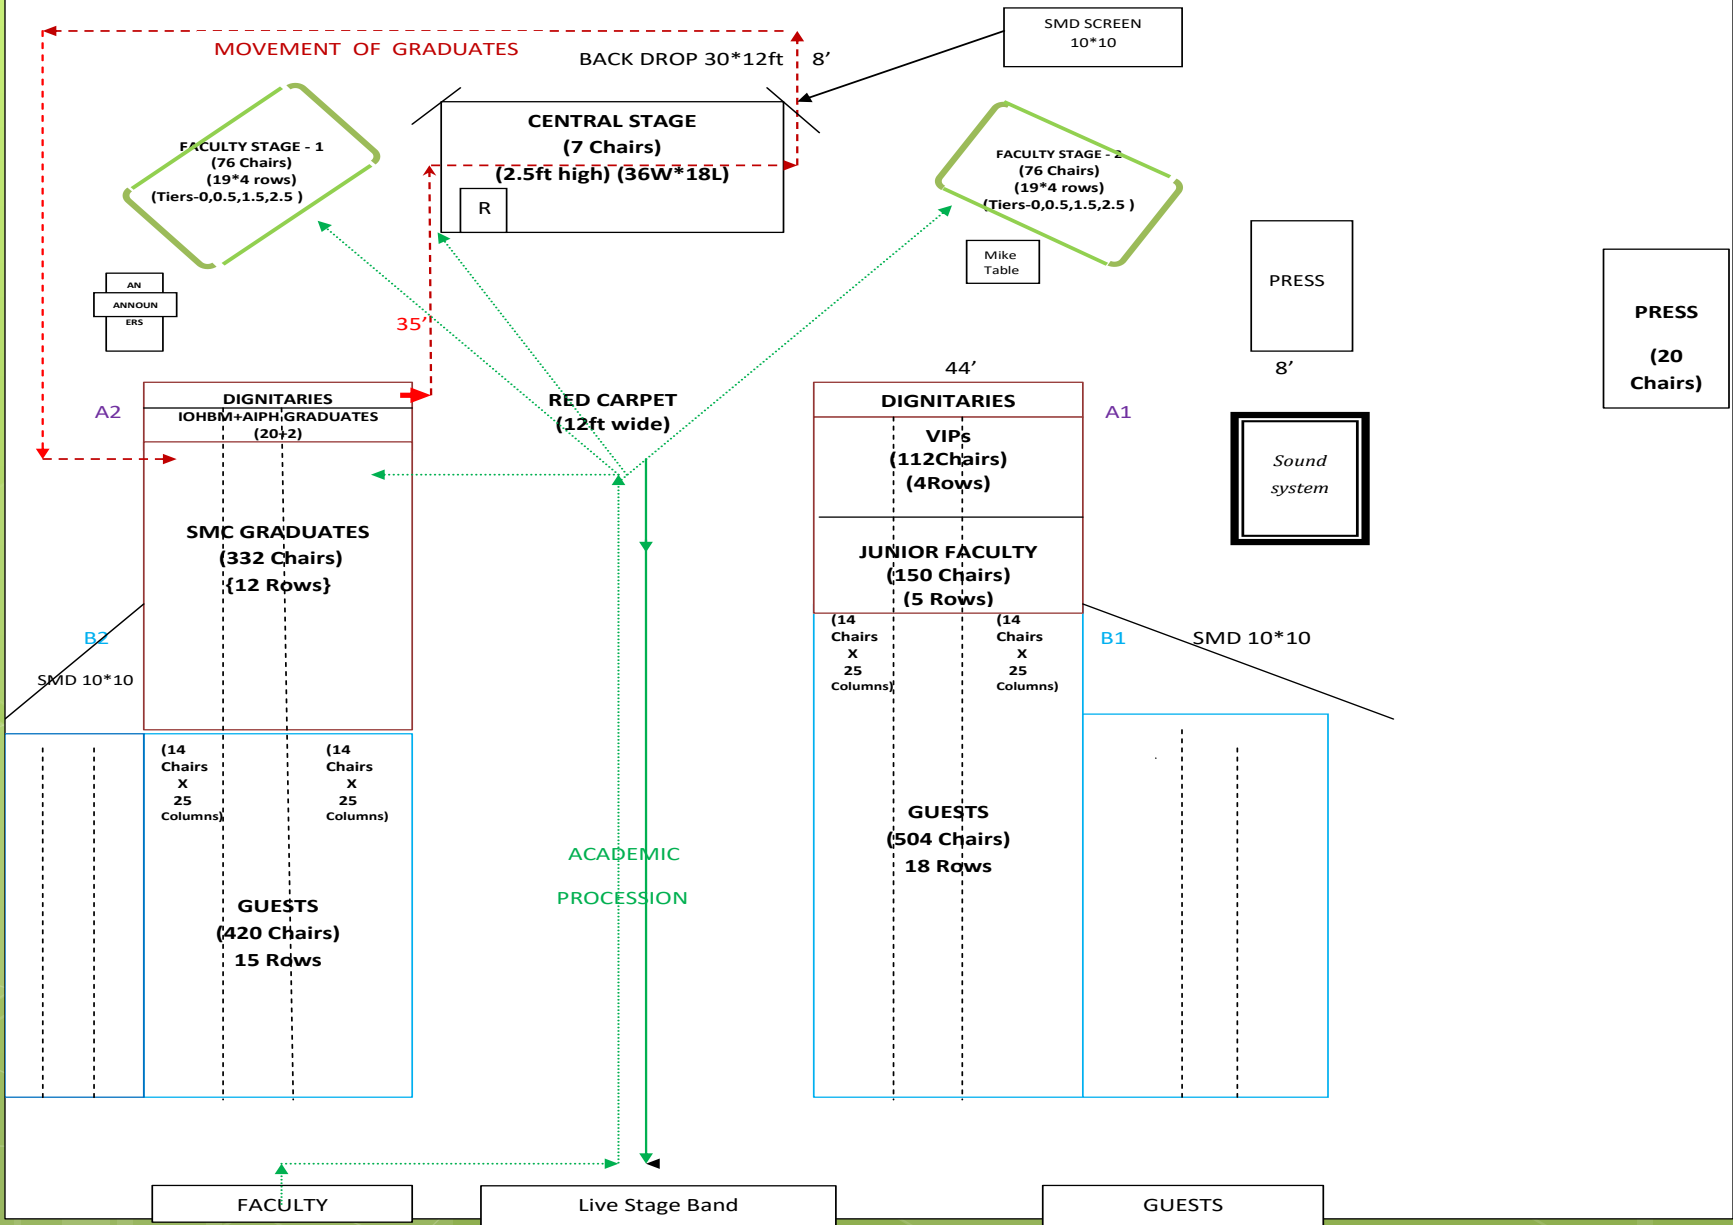 SMD SCREEN
10*10
MOVEMENT OF GRADUATES
BACK DROP 30*12ft
8’
CENTRAL STAGE
(7 Chairs)
(2.5ft high) (36W*18L)
R
FACULTY STAGE - 1
(76 Chairs)
(19*4 rows)
(Tiers-0,0.5,1.5,2.5 )
FACULTY STAGE - 2
(76 Chairs)
(19*4 rows)
(Tiers-0,0.5,1.5,2.5 )
Mike
Table
PRESS
PRESS
(20
Chairs)
AN
ANNOUN
ERS
35’
44’
8’
A2
DIGNITARIES
IOHBM+AIPH GRADUATES
(20+2)
RED CARPET
(12ft wide)
DIGNITARIES
A1
VIPs
(112Chairs)
(4Rows)
Sound
system
SMC GRADUATES
(332 Chairs)
{12 Rows}
JUNIOR FACULTY
(150 Chairs)
(5 Rows)
B2
SMD 10*10
(14
Chairs
X
25
Columns)
(14
Chairs
X
25
Columns)
B1
SMD 10*10
(14
Chairs
X
25
Columns)
(14
Chairs
X
25
Columns)
GUESTS
(504 Chairs)
18 Rows
ACADEMIC
PROCESSION
GUESTS
(420 Chairs)
15 Rows
FACULTY
Live Stage Band
GUESTS